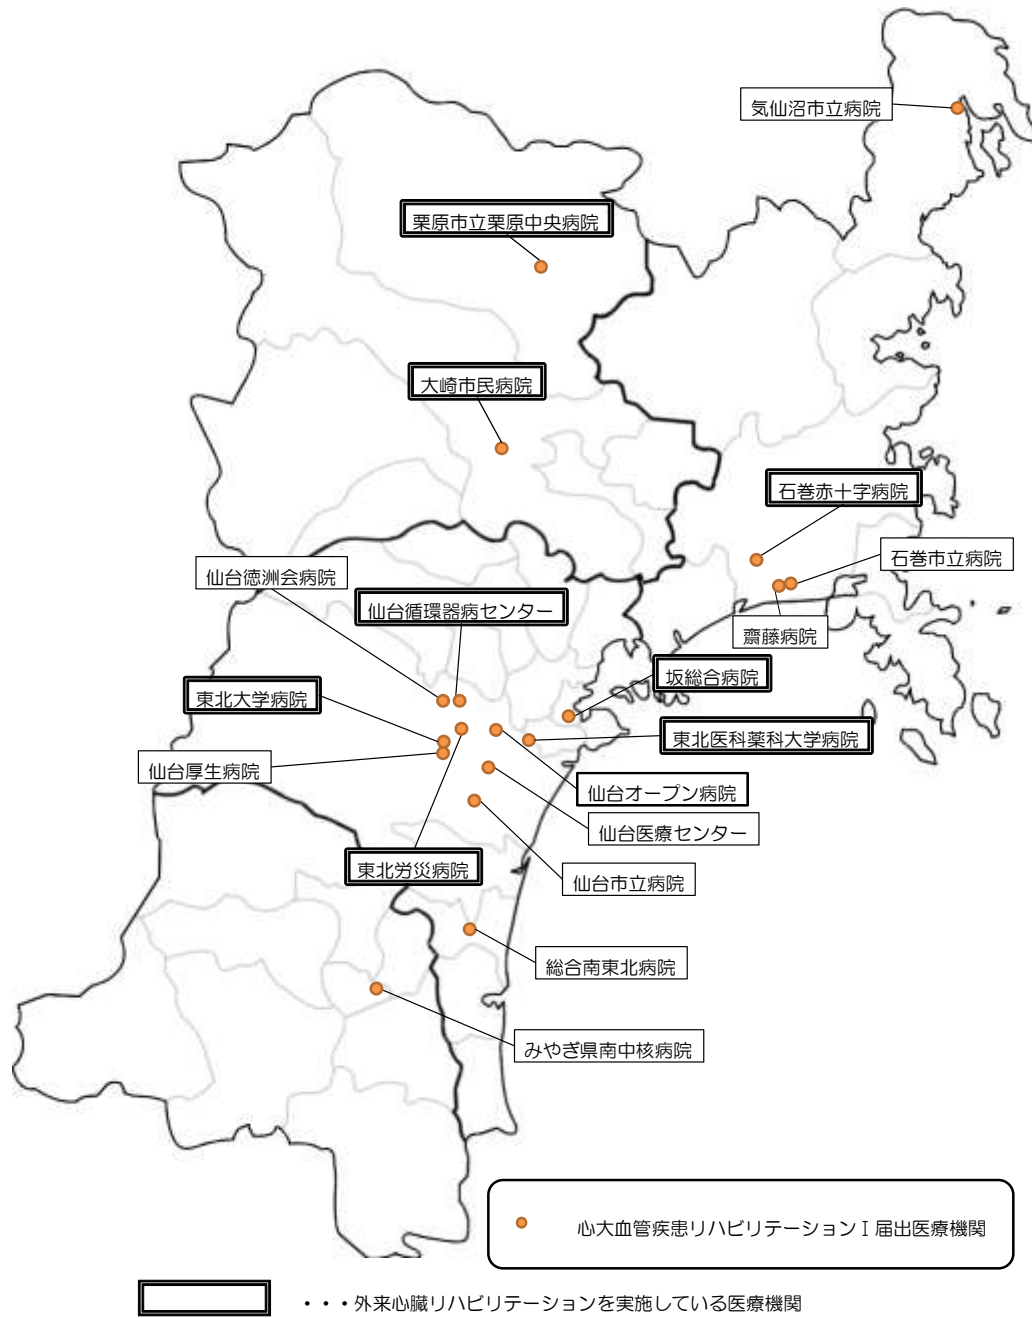 気仙沼市立病院
栗原市立栗原中央病院
大崎市民病院
石巻赤十字病院
石巻市立病院
仙台徳洲会病院
仙台循環器病センター
齋藤病院
坂総合病院
東北大学病院
東北医科薬科大学病院
仙台厚生病院
仙台オープン病院
仙台医療センター
東北労災病院
仙台市立病院
総合南東北病院
みやぎ県南中核病院
心大血管疾患リハビリテーションⅠ届出医療機関
・・・外来心臓リハビリテーションを実施している医療機関